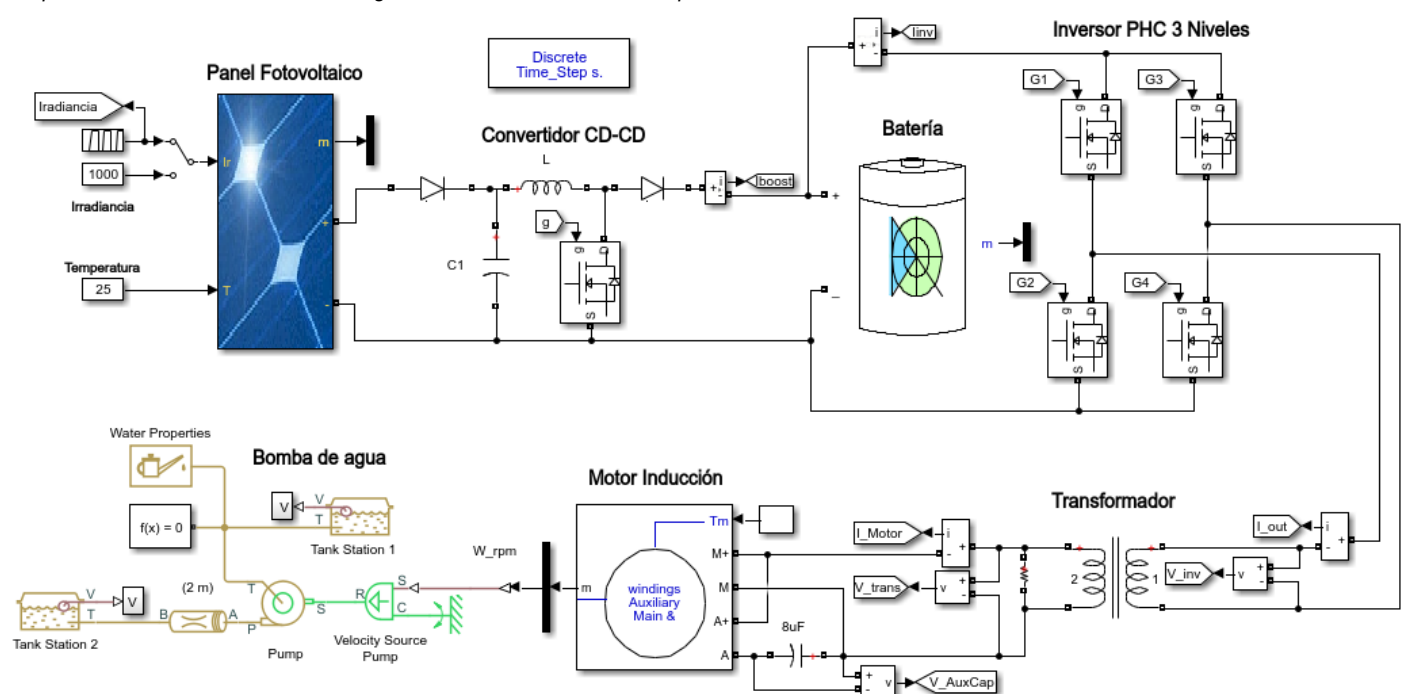 Inversor PHC 3 Niveles
Iinv
i
+
-
Discrete
Time_Step s.
Panel Fotovoltaico
Iradiancia
1000
Irradiancia
Temperatura
25
Ir
T
m
+
-
Convertidor CD-CD
L
C1
g
g
D
S
i
+
-
Iboost
Batería
+
_
m
G1
g
D
S
G3
g
D
S
G2
g
D
S
G4
g
D
S
Water Properties
Bomba de agua
f(x) = 0
V
V
T
Tank Station 1
(2 m)
V
V
T
Tank Station 2
B
A
T
P
S
Pump
R
S
C
Velocity Source
Pump
W_rpm
Motor Inducción
Tm
M+
M
A+
A
m
windings
Auxiliary
Main &
8uF
I_Motor
i
+
-
V_trans
v
+
-
V_AuxCap
v
+
-
Transformador
2
1
I_out
i
+
-
V_inv
v
+
-